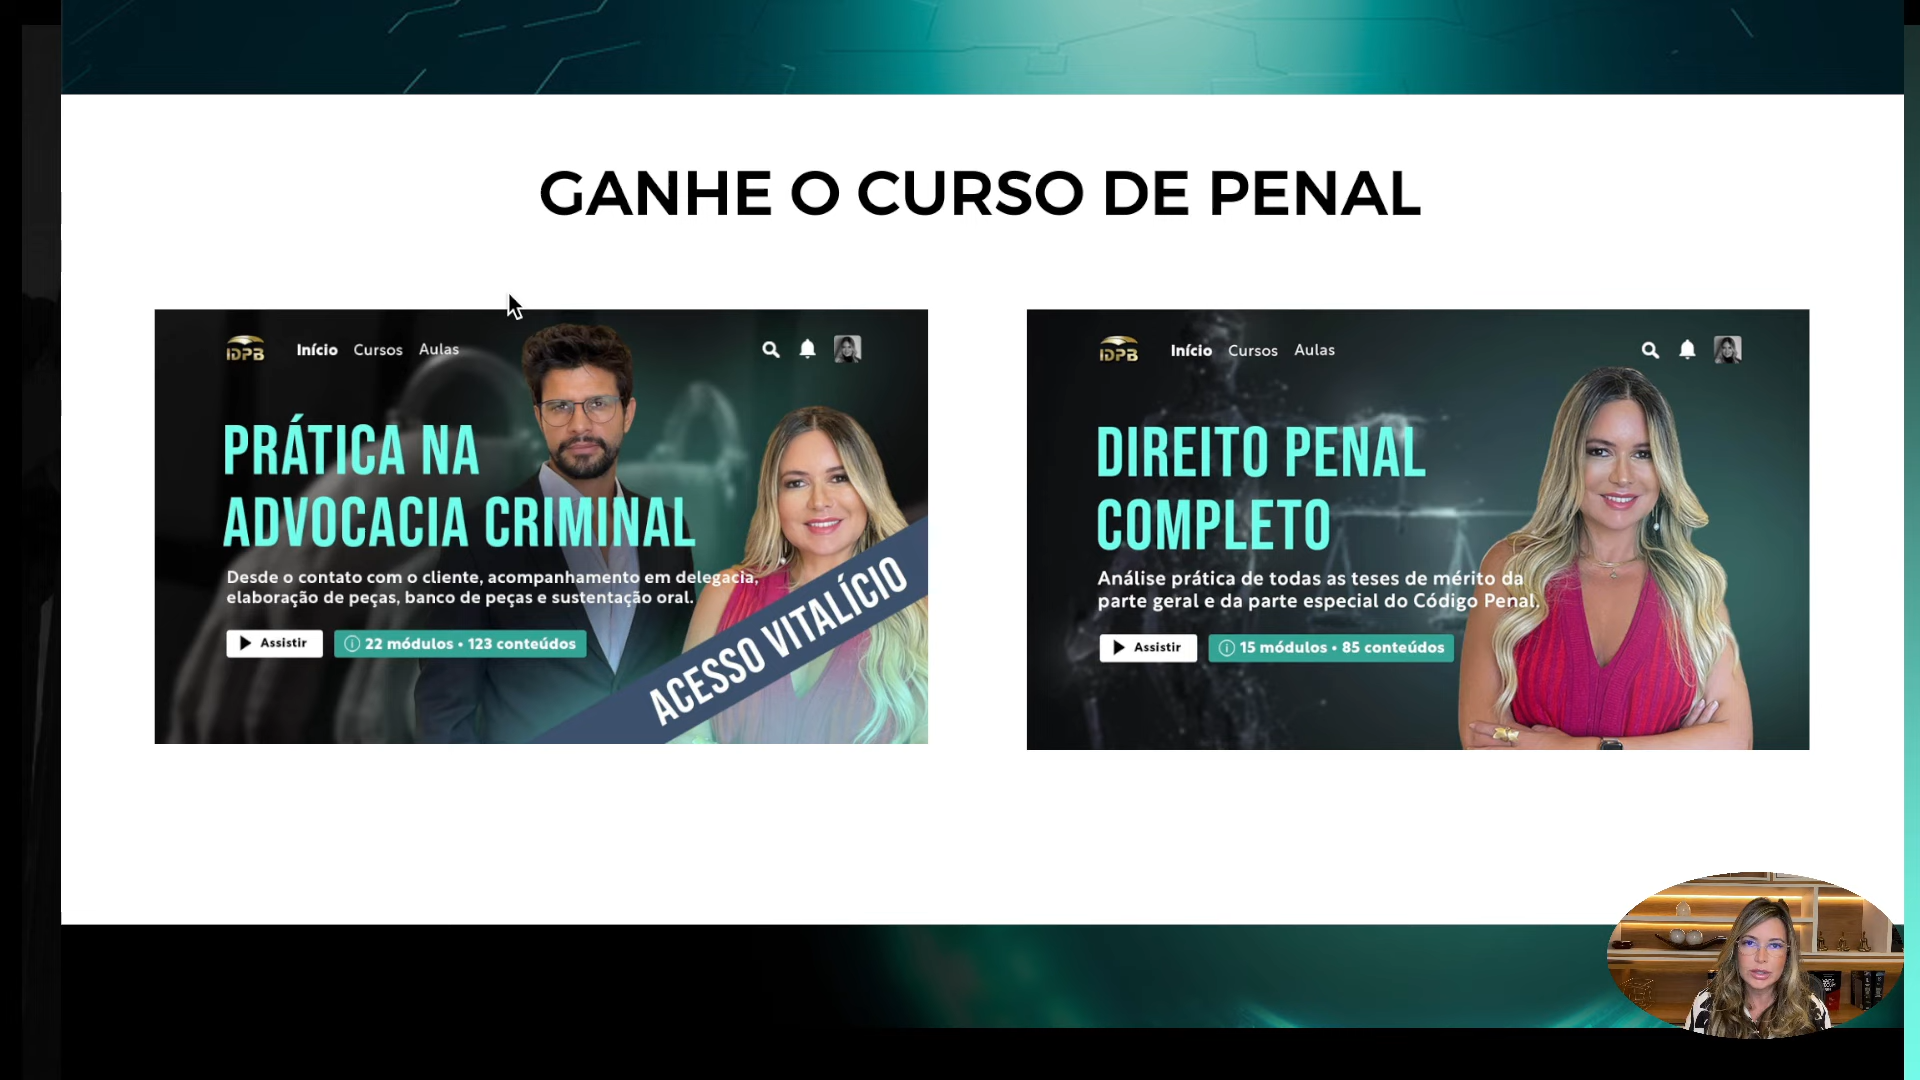 GANHE O CURSO DE PENAL
IDPB Início Cursos Aulas
PRÁTICA NA
ADVOCACIA CRIMINAL
Desde o contato com o cliente, acompanhamento em delegacia,
elaboração de peças, banco de peças e sustentação oral.
Assistir 22 módulos • 123 conteúdos
ACESSO VITALÍCIO
IDPB Início Cursos Aulas
DIREITO PENAL
COMPLETO
Análise prática de todas as teses de mérito da
parte geral e da parte especial do Código Penal.
Assistir 15 módulos • 85 conteúdos